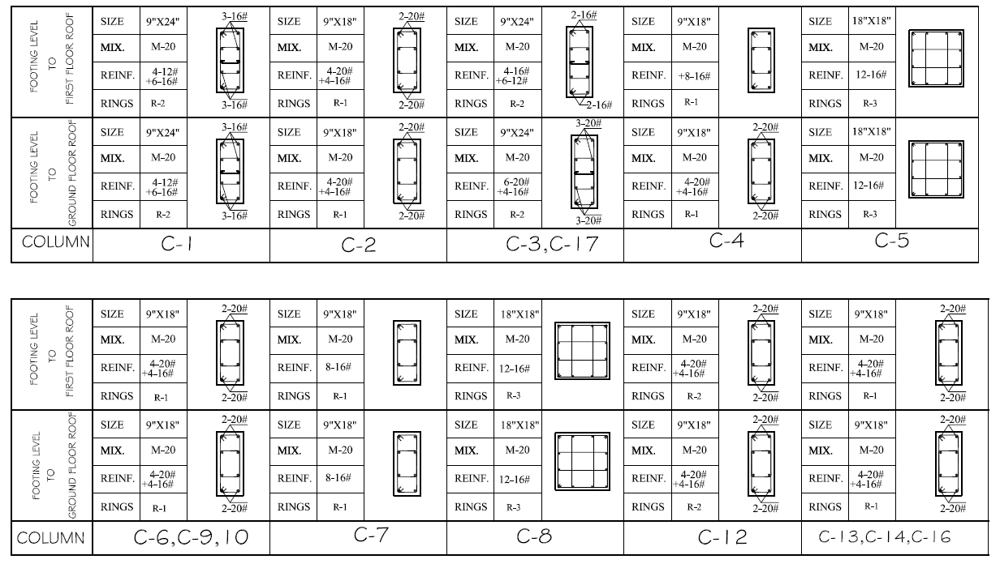 FOOTING LEVEL
TO
FIRST FLOOR ROOF
SIZE 9"X24" 3-16#
MIX. M-20
REINF. 4-12#
+6-16#
RINGS R-2 3-16#
SIZE 9"X18" 2-20#
MIX. M-20
REINF. 4-20#
+4-16#
RINGS R-1 2-20#
SIZE 9"X24" 2-16#
MIX. M-20
REINF. 4-16#
+6-12#
RINGS R-2 2-16#
SIZE 9"X18"
MIX. M-20
REINF. +8-16#
RINGS R-1
SIZE 18"X18"
MIX. M-20
REINF. 12-16#
RINGS R-3
FOOTING LEVEL
TO
GROUND FLOOR ROOF
SIZE 9"X24" 3-16#
MIX. M-20
REINF. 4-12#
+6-16#
RINGS R-2 3-16#
SIZE 9"X18" 2-20#
MIX. M-20
REINF. 4-20#
+4-16#
RINGS R-1 2-20#
SIZE 9"X24" 3-20#
MIX. M-20
REINF. 6-20#
+4-16#
RINGS R-2 3-20#
SIZE 9"X18" 2-20#
MIX. M-20
REINF. 4-20#
+4-16#
RINGS R-1 2-20#
SIZE 18"X18"
MIX. M-20
REINF. 12-16#
RINGS R-3
COLUMN C-1 C-2 C-3,C-17 C-4 C-5
FOOTING LEVEL
TO
FIRST FLOOR ROOF
SIZE 9"X18" 2-20#
MIX. M-20
REINF. 4-20#
+4-16#
RINGS R-1 2-20#
SIZE 9"X18"
MIX. M-20
REINF. 8-16#
RINGS R-1
SIZE 18"X18"
MIX. M-20
REINF. 12-16#
RINGS R-3
SIZE 9"X18" 2-20#
MIX. M-20
REINF. 4-20#
+4-16#
RINGS R-2 2-20#
SIZE 9"X18" 2-20#
MIX. M-20
REINF. 4-20#
+4-16#
RINGS R-1 2-20#
FOOTING LEVEL
TO
GROUND FLOOR ROOF
SIZE 9"X18" 2-20#
MIX. M-20
REINF. 4-20#
+4-16#
RINGS R-1 2-20#
SIZE 9"X18"
MIX. M-20
REINF. 8-16#
RINGS R-1
SIZE 18"X18"
MIX. M-20
REINF. 12-16#
RINGS R-3
SIZE 9"X18" 2-20#
MIX. M-20
REINF. 4-20#
+4-16#
RINGS R-2 2-20#
SIZE 9"X18" 2-20#
MIX. M-20
REINF. 4-20#
+4-16#
RINGS R-1 2-20#
COLUMN C-6,C-9,10 C-7 C-8 C-12 C-13,C-14,C-16